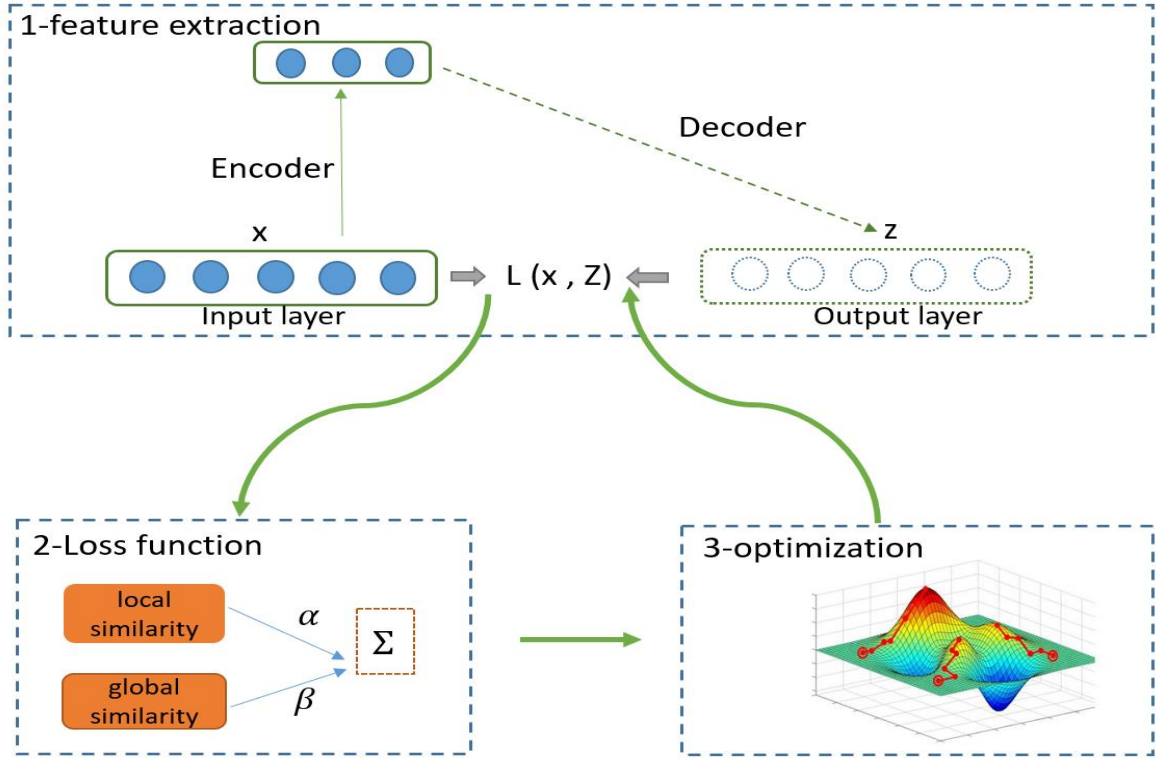 1-feature extraction
Decoder
Encoder
x
z
L (x , Z)
Input layer
Output layer
2-Loss function
local
similarity
α
Σ
global
similarity
β
3-optimization